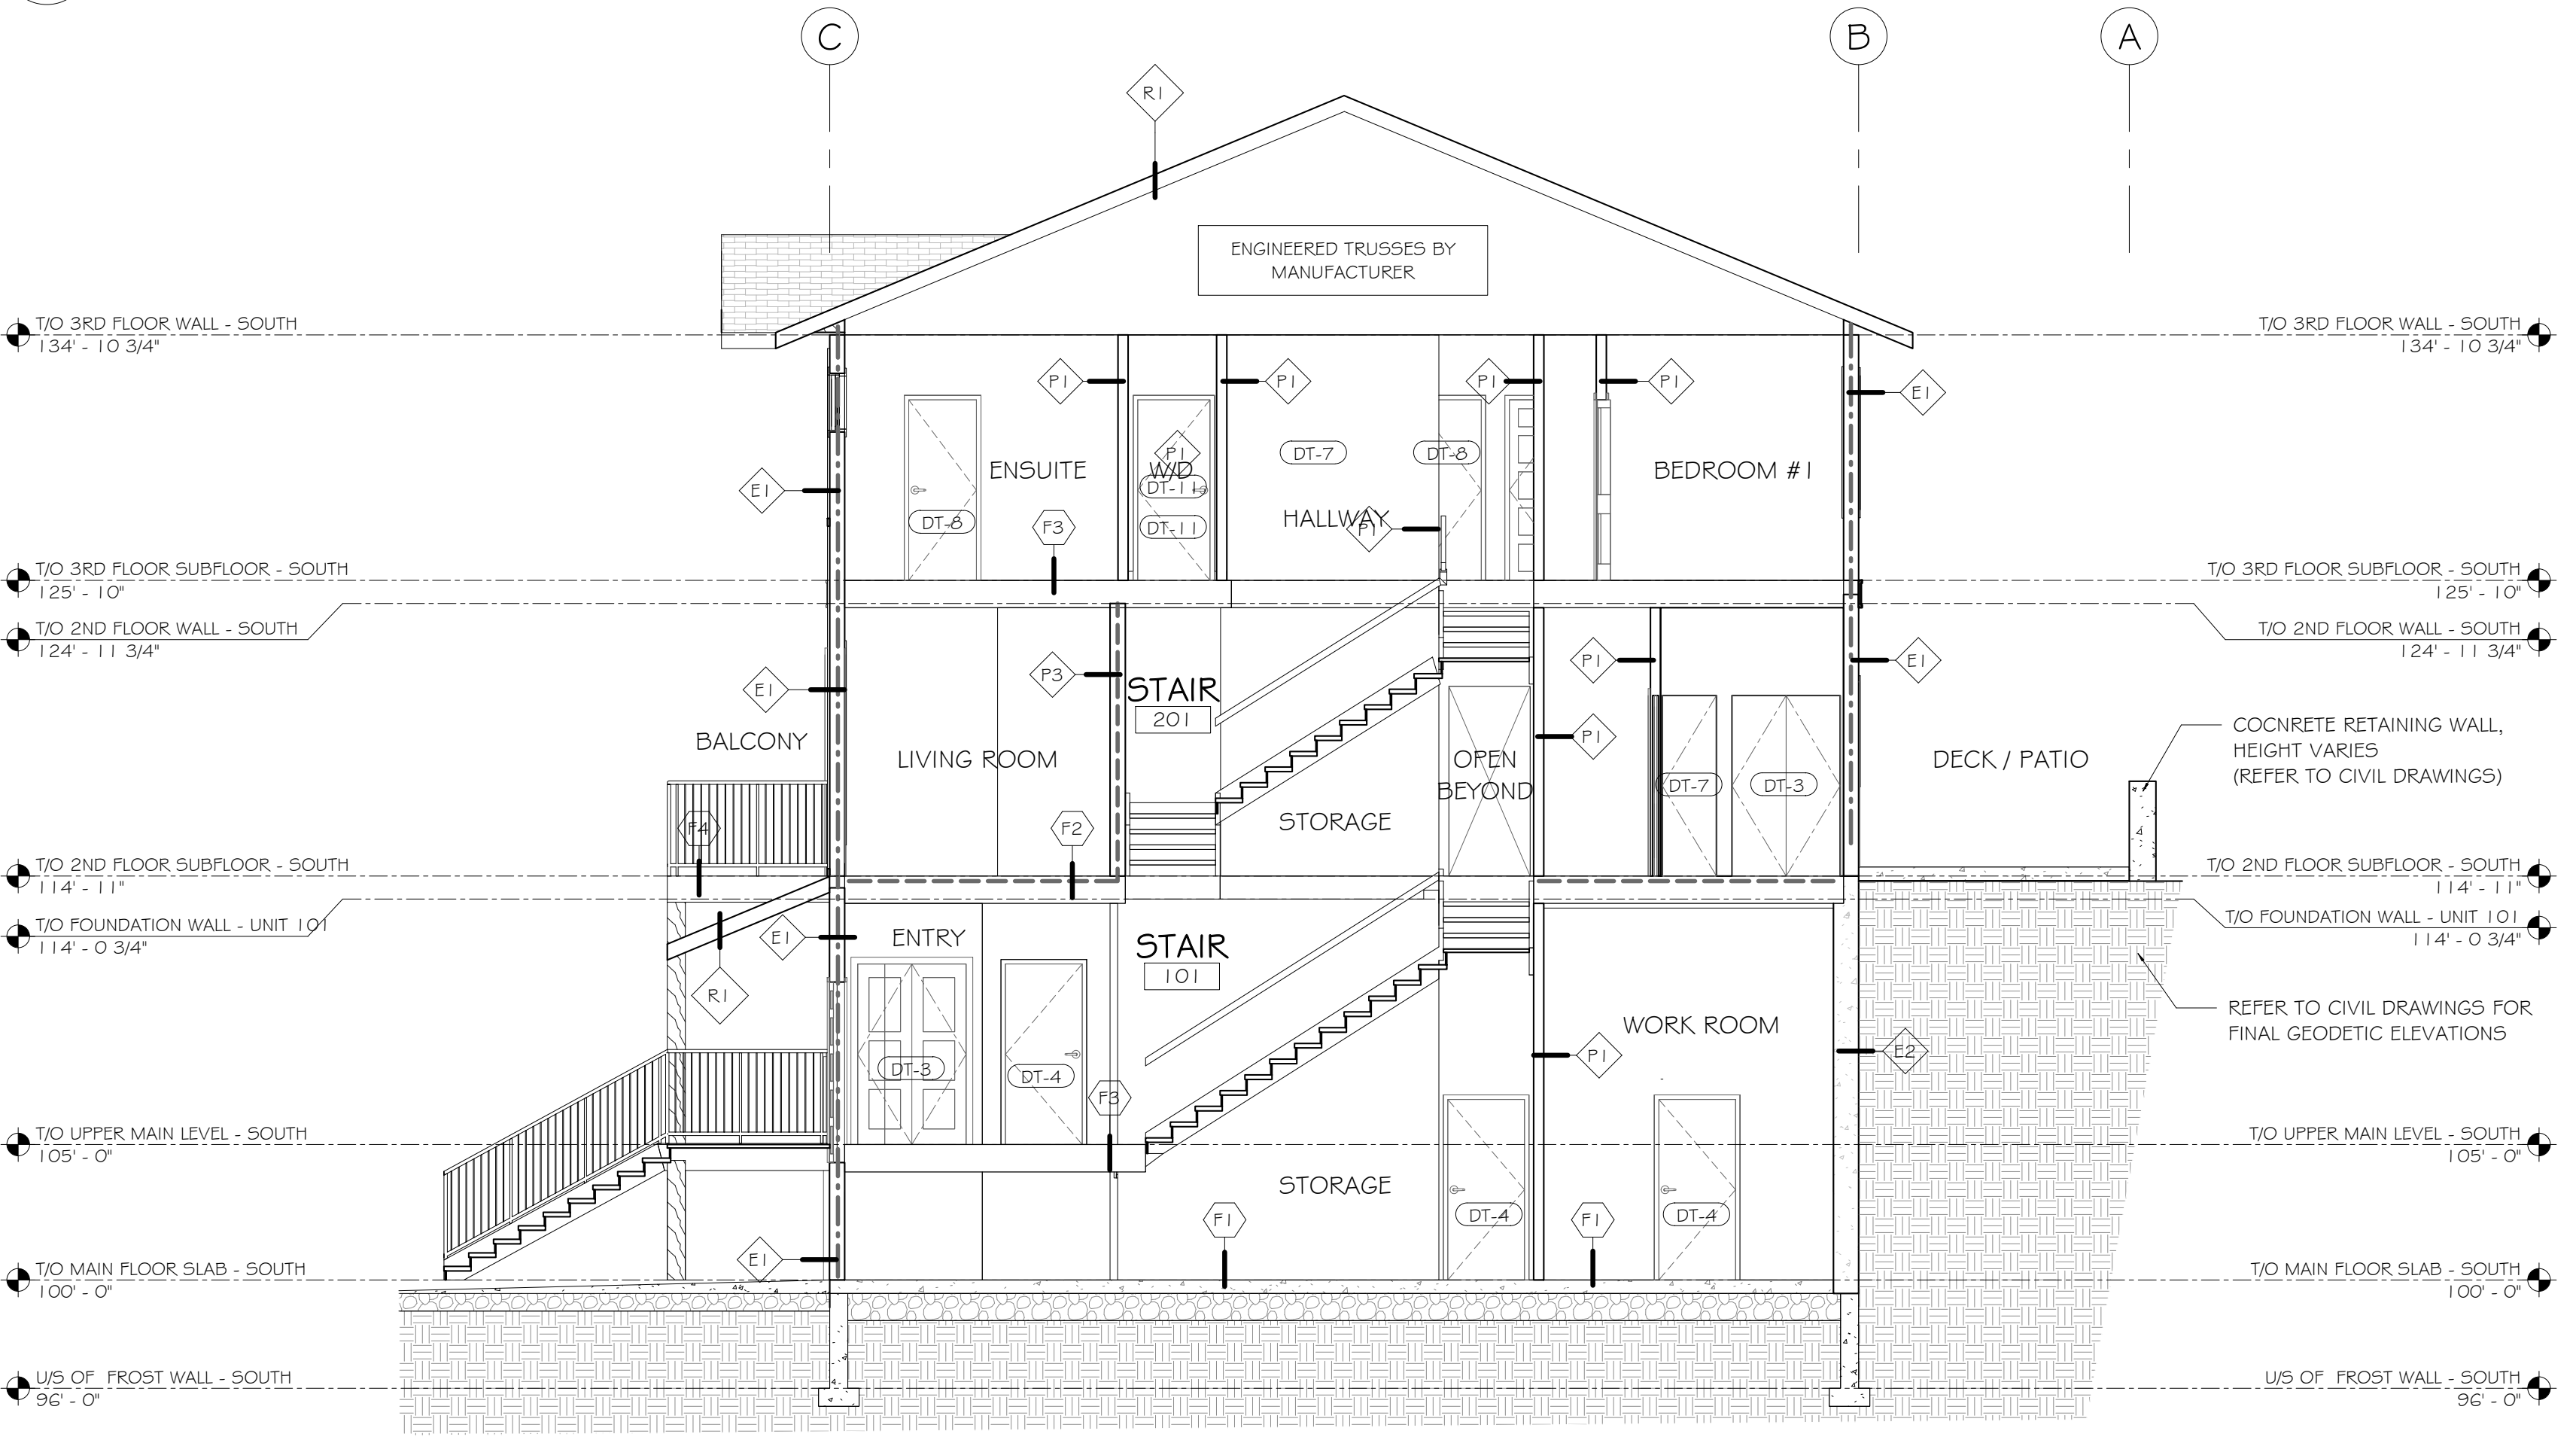 C
B
A
R1
ENGINEERED TRUSSES BY
MANUFACTURER
T/O 3RD FLOOR WALL - SOUTH
134' - 10 3/4"
T/O 3RD FLOOR WALL - SOUTH
134' - 10 3/4"
P1
P1
P1
P1
E1
P1
DT-7
DT-8
ENSUITE
W/D
BEDROOM #1
E1
DT-11
DT-8
F3
DT-11
HALLWAY
P1
T/O 3RD FLOOR SUBFLOOR - SOUTH
125' - 10"
T/O 3RD FLOOR SUBFLOOR - SOUTH
125' - 10"
T/O 2ND FLOOR WALL - SOUTH
124' - 11 3/4"
T/O 2ND FLOOR WALL - SOUTH
124' - 11 3/4"
P1
E1
P3
E1
STAIR
201
BALCONY
P1
LIVING ROOM
OPEN
BEYOND
DECK / PATIO
COCNRETE RETAINING WALL,
HEIGHT VARIES
(REFER TO CIVIL DRAWINGS)
DT-7
DT-3
F4
F2
STORAGE
T/O 2ND FLOOR SUBFLOOR - SOUTH
114' - 11"
T/O 2ND FLOOR SUBFLOOR - SOUTH
114' - 11"
T/O FOUNDATION WALL - UNIT 101
114' - 0 3/4"
T/O FOUNDATION WALL - UNIT 101
114' - 0 3/4"
E1
ENTRY
STAIR
101
R1
WORK ROOM
REFER TO CIVIL DRAWINGS FOR
FINAL GEODETIC ELEVATIONS
P1
E2
DT-3
DT-4
F3
T/O UPPER MAIN LEVEL - SOUTH
105' - 0"
T/O UPPER MAIN LEVEL - SOUTH
105' - 0"
STORAGE
F1
DT-4
F1
DT-4
E1
T/O MAIN FLOOR SLAB - SOUTH
100' - 0"
T/O MAIN FLOOR SLAB - SOUTH
100' - 0"
U/S OF FROST WALL - SOUTH
96' - 0"
U/S OF FROST WALL - SOUTH
96' - 0"